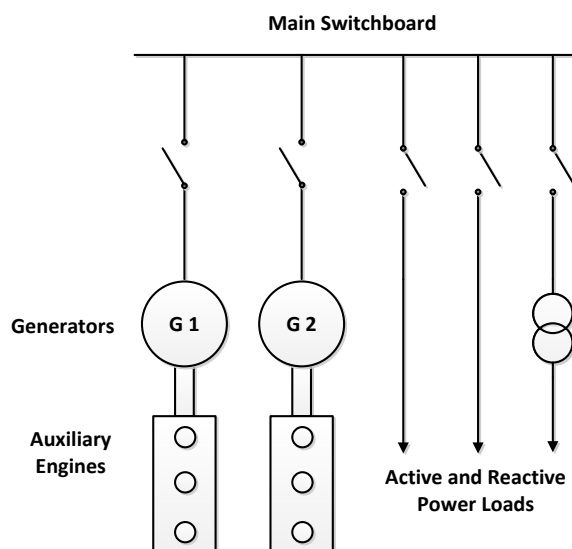 Main Switchboard
G 1
G 2
Generators
Auxiliary
Engines
Active and Reactive
Power Loads